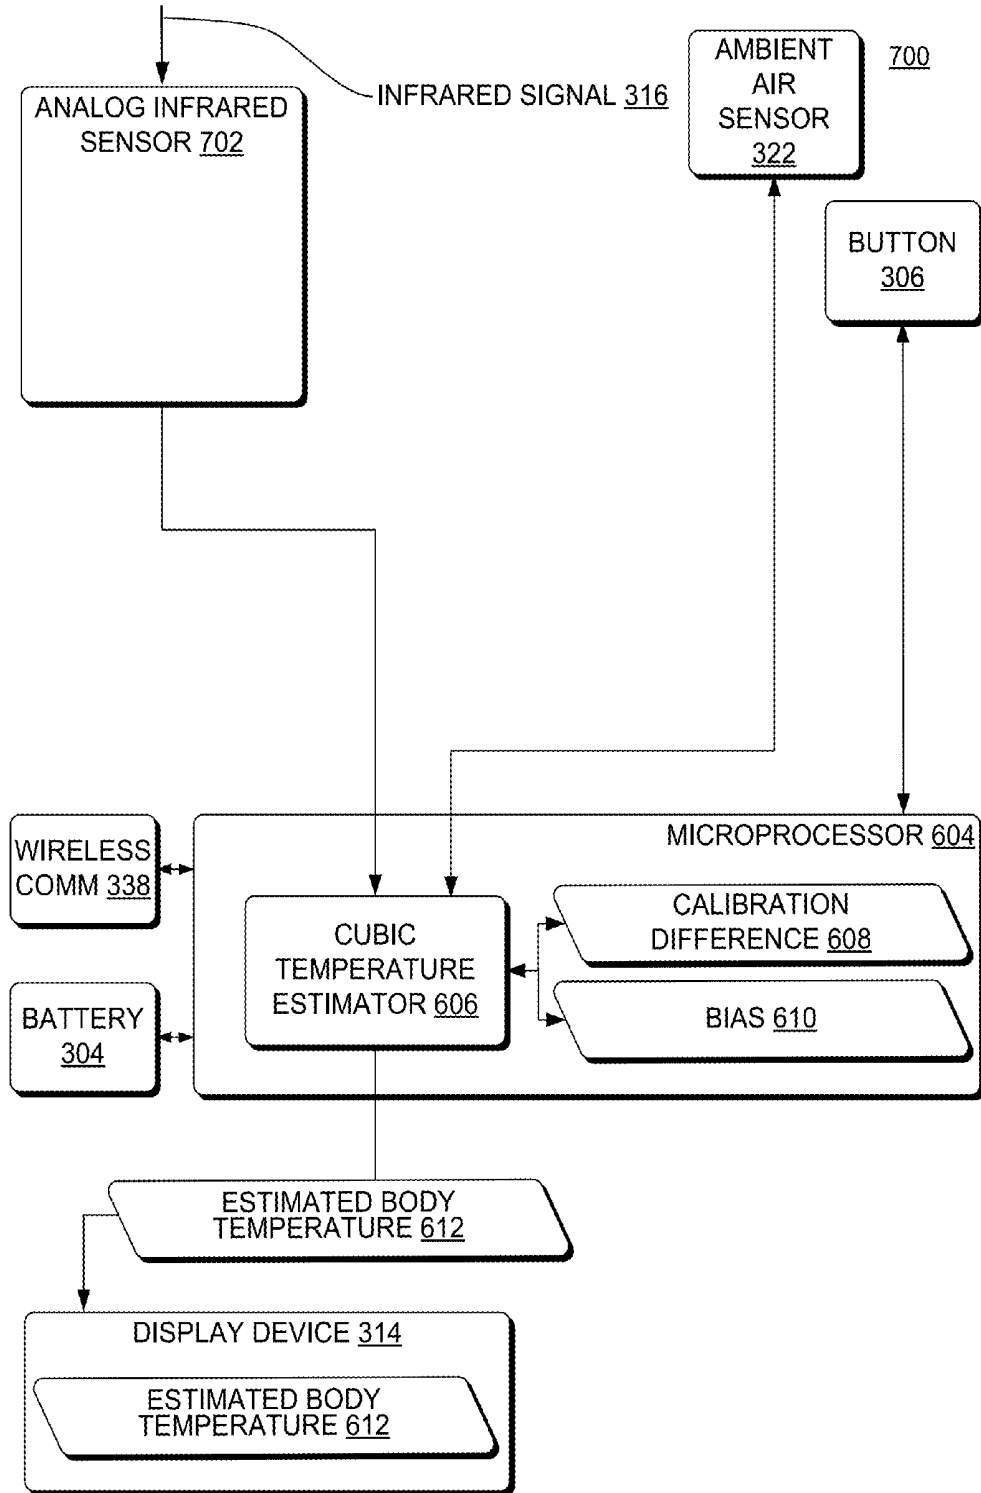 INFRARED SIGNAL 316
AMBIENT
AIR
SENSOR
322
700
ANALOG INFRARED
SENSOR 702
BUTTON
306
MICROPROCESSOR 604
WIRELESS
COMM 338
CUBIC
TEMPERATURE
ESTIMATOR 606
CALIBRATION
DIFFERENCE 608
BIAS 610
BATTERY
304
ESTIMATED BODY
TEMPERATURE 612
DISPLAY DEVICE 314
ESTIMATED BODY
TEMPERATURE 612